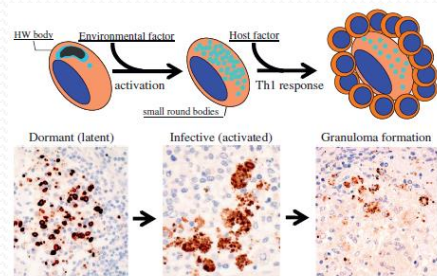 HW body
Environmental factor
Host factor
activation
Th1 response
small round bodies
Dormant (latent)
Infective (activated)
Granuloma formation